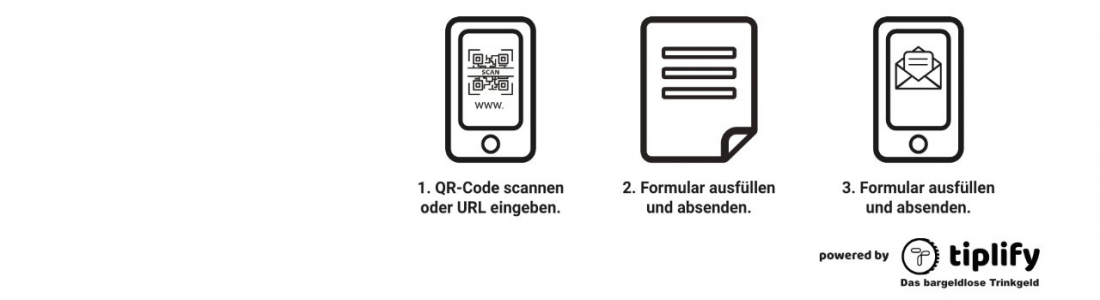 SCAN
www.
1. QR-Code scannen
oder URL eingeben.
2. Formular ausfüllen
und absenden.
3. Formular ausfüllen
und absenden.
powered by tiplify
Das bargeldlose Trinkgeld